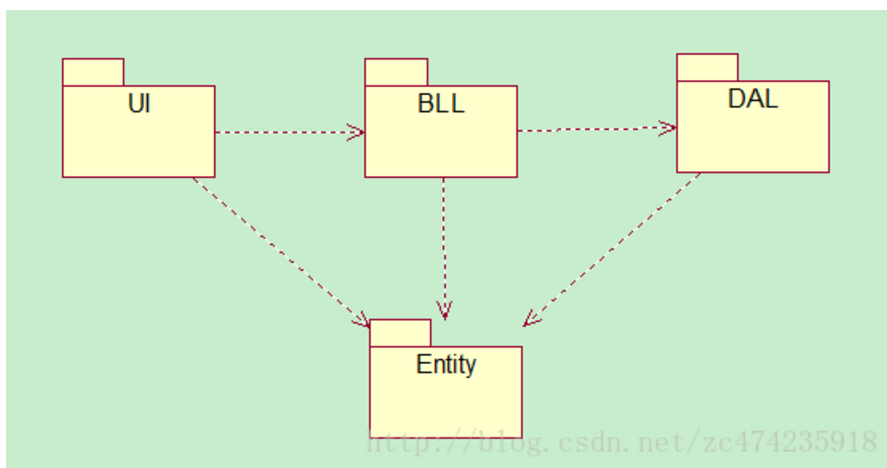 UI
BLL
DAL
Entity
http://blog.csdn.net/zc474235918